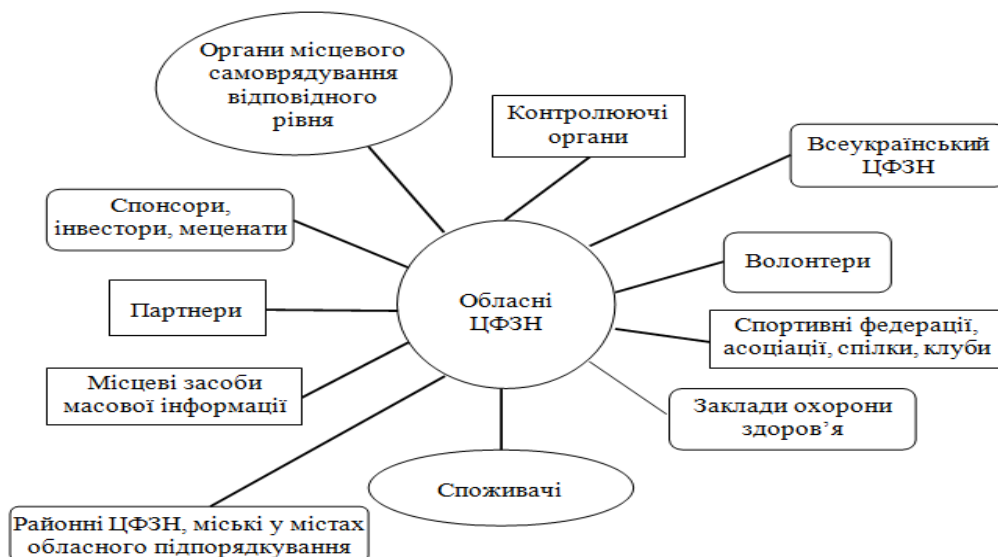 Органи місцевого
самоврядування
відповідного
рівня
Контролюючі
органи
Всеукраїнський
ЦФЗН
Спонсори,
інвестори, меценати
Волонтери
Партнери
Обласні
ЦФЗН
Спортивні федерації,
асоціації, спілки, клуби
Місцеві засоби
масової інформації
Заклади охорони
здоров’я
Споживачі
Районні ЦФЗН, міські у містах
обласного підпорядкування